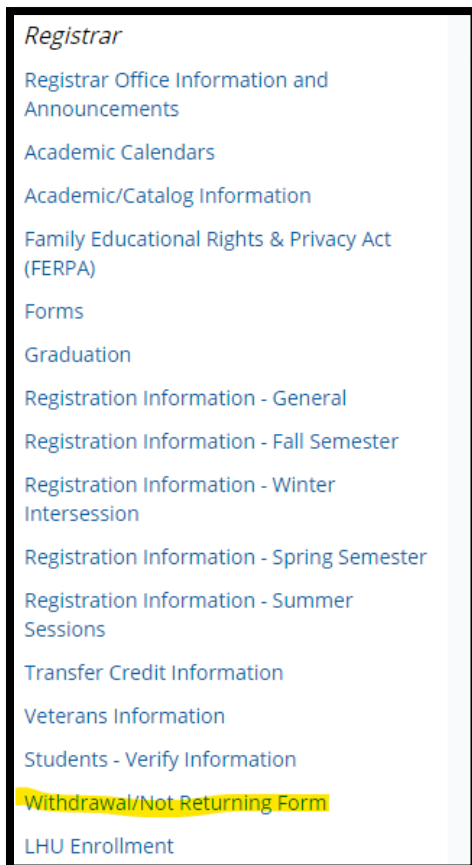 Registrar
Registrar Office Information and
Announcements
Academic Calendars
Academic/Catalog Information
Family Educational Rights & Privacy Act
(FERPA)
Forms
Graduation
Registration Information - General
Registration Information - Fall Semester
Registration Information - Winter
Intersession
Registration Information - Spring Semester
Registration Information - Summer
Sessions
Transfer Credit Information
Veterans Information
Students - Verify Information
Withdrawal/Not Returning Form
LHU Enrollment